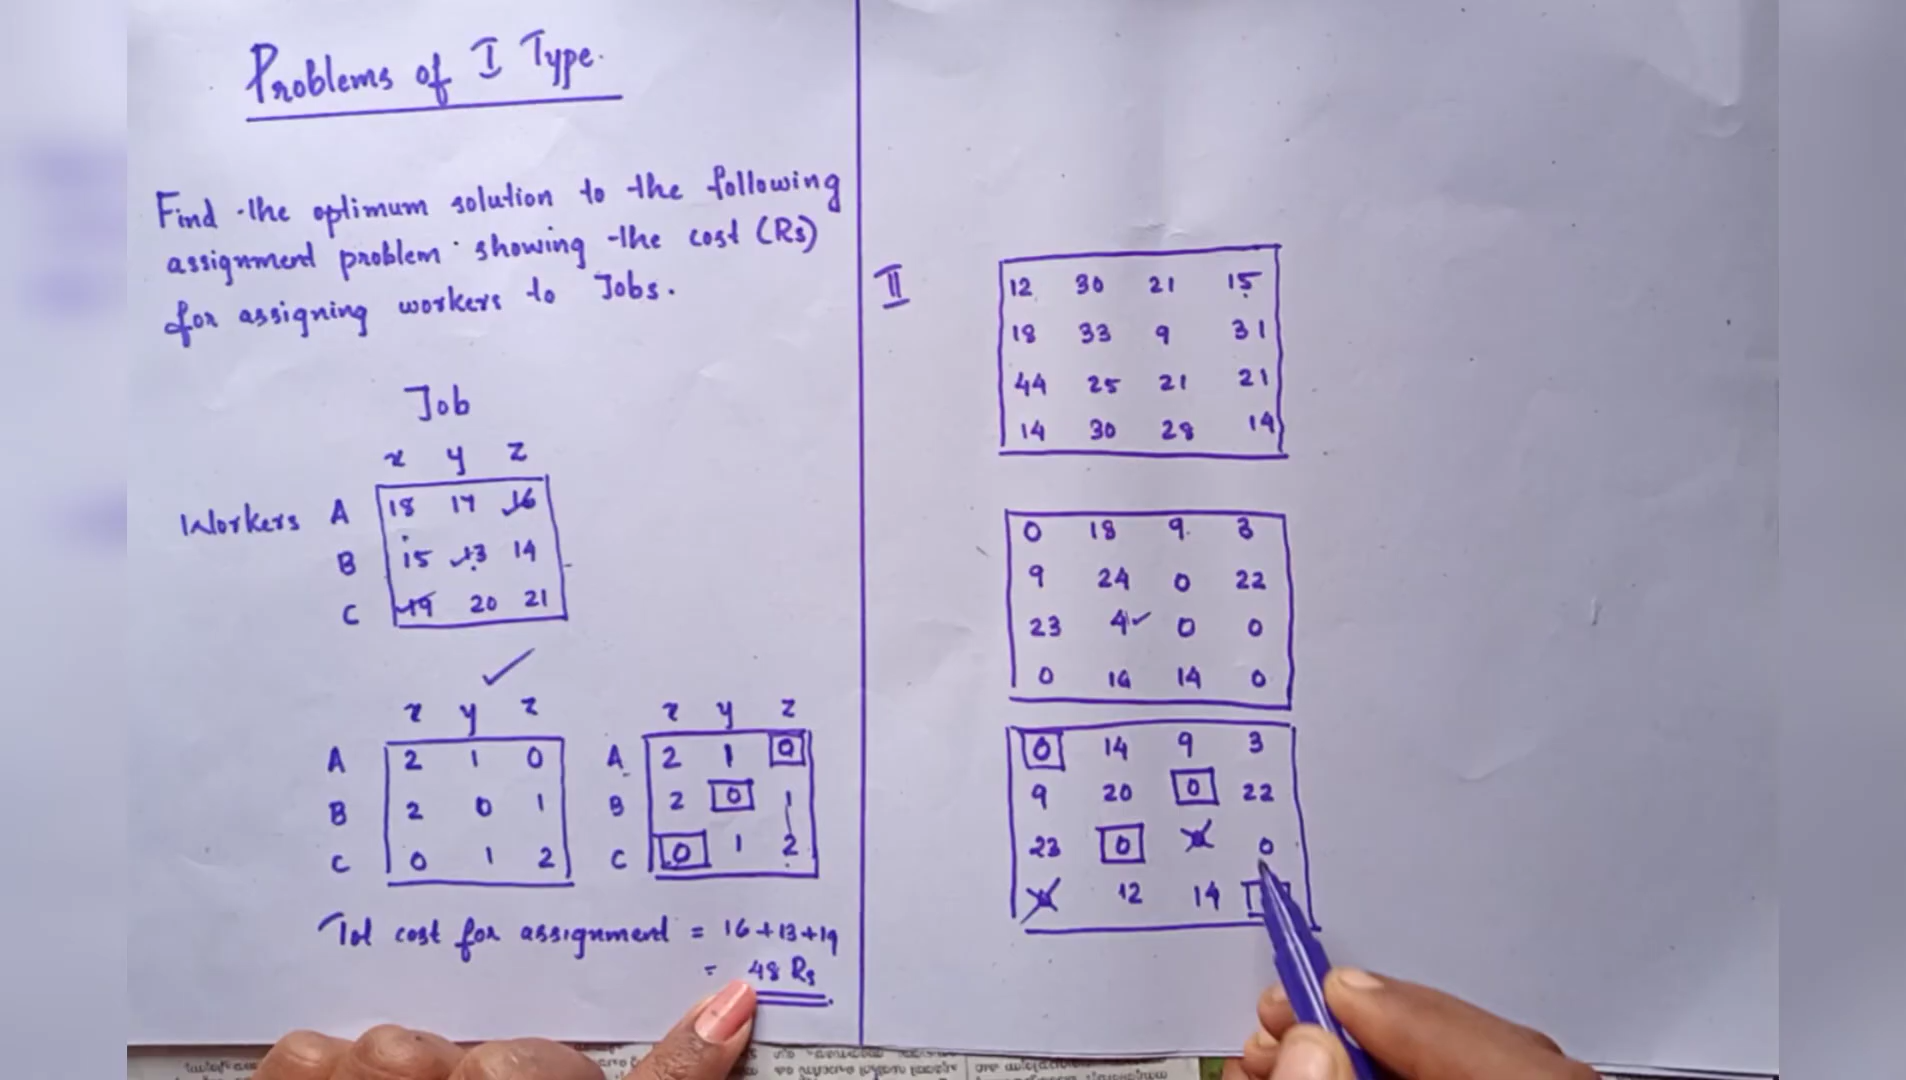 Problems of I Type.
Find the optimum solution to the following
assignment problem showing the cost (Rs)
for assigning workers to Jobs.
Job
x y z
Workers A 18 17 16
B 15 13 14
C 19 20 21
x y z
A 2 1 0
B 2 0 1
C 0 1 2
x y z
A 2 1 0
B 2 0 1
C 0 1 2
Tol cost for assignment = 16+13+19
= 48 Rs
II
12 30 21 15
18 33 9 31
44 25 21 21
14 30 28 14
0 18 9 3
9 24 0 22
23 4 0 0
0 16 14 0
0 14 9 3
9 20 0 22
23 0 0 0
0 12 14